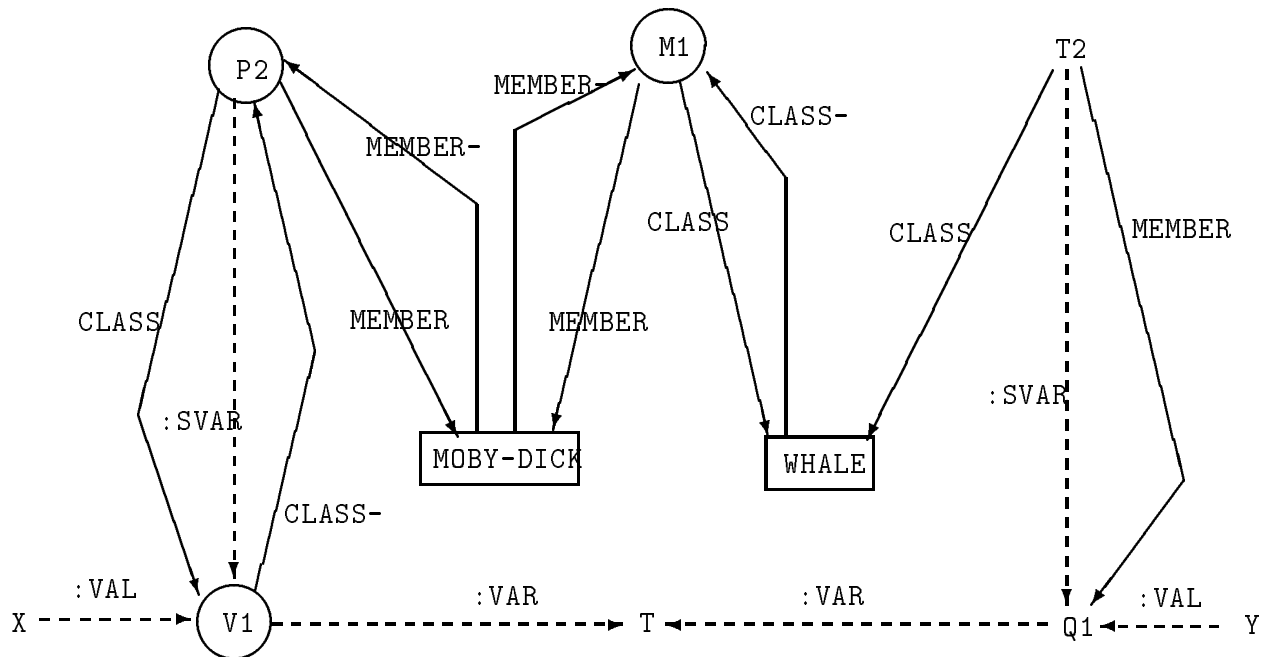 P2
M1
T2
MEMBER-
CLASS-
MEMBER-
CLASS
CLASS
MEMBER
CLASS
MEMBER
MEMBER
:SVAR
:SVAR
MOBY-DICK
WHALE
CLASS-
:VAL
:VAR
:VAR
:VAL
X
V1
T
Q1
Y